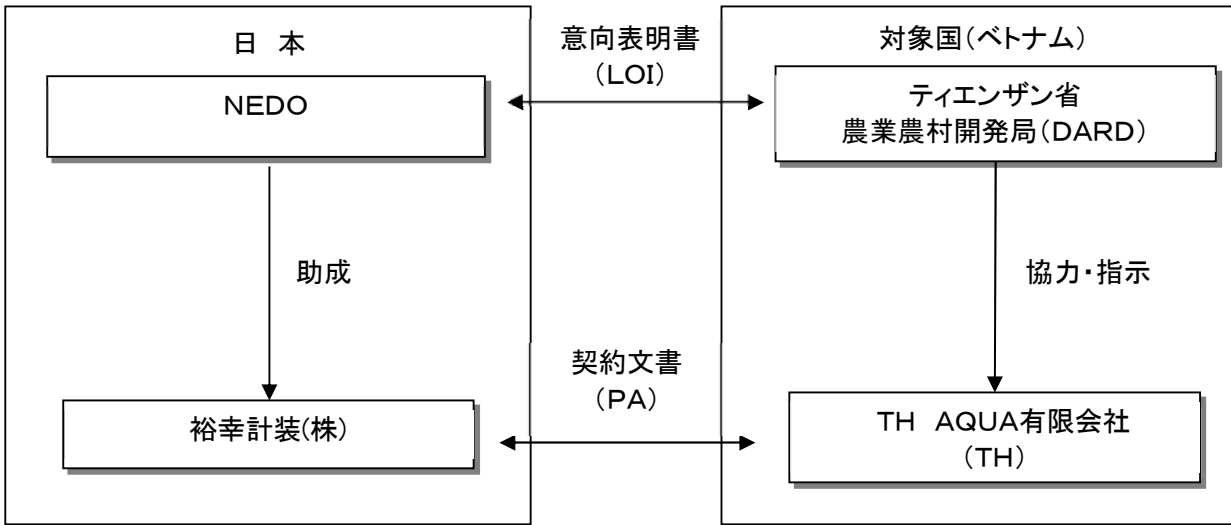 日 本
NEDO
助成
裕幸計装(株)
意向表明書
（LOI）
契約文書
（PA）
対象国（ベトナム）
ティエンザン省
農業農村開発局（DARD）
協力・指示
TH AQUA有限会社
（TH）